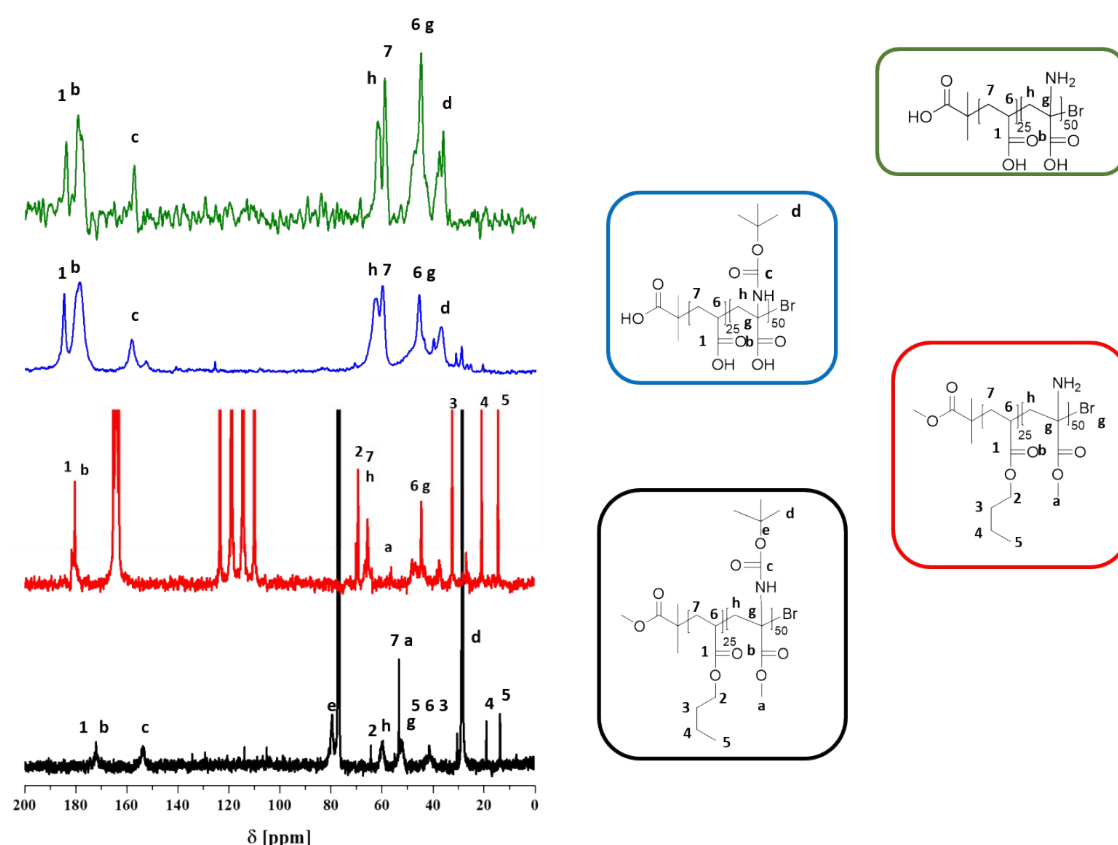 6 g
7
h
1 b
c
d
1 b
c
h 7
6 g
d
1 b
2 7
h
a
6 g
3
4
5
1 b
c
e
2
h
7 a
5 6 3
g
d
4
5
200 180 160 140 120 100 80 60 40 20 0
δ [ppm]
NH2
7 6 h g Br
HO O 25 50
1 O b O
OH OH
d
O
O c
NH
7 6 h Br
HO O g 25 50
1 O b O
OH OH
NH2
7 6 h Br
O O g 25 50 g
1 O b O
O O
3 2 a
4 5
d
e O
O c
NH
7 6 h Br
O O g 25 50
1 O b O
O O
3 2 a
4 5